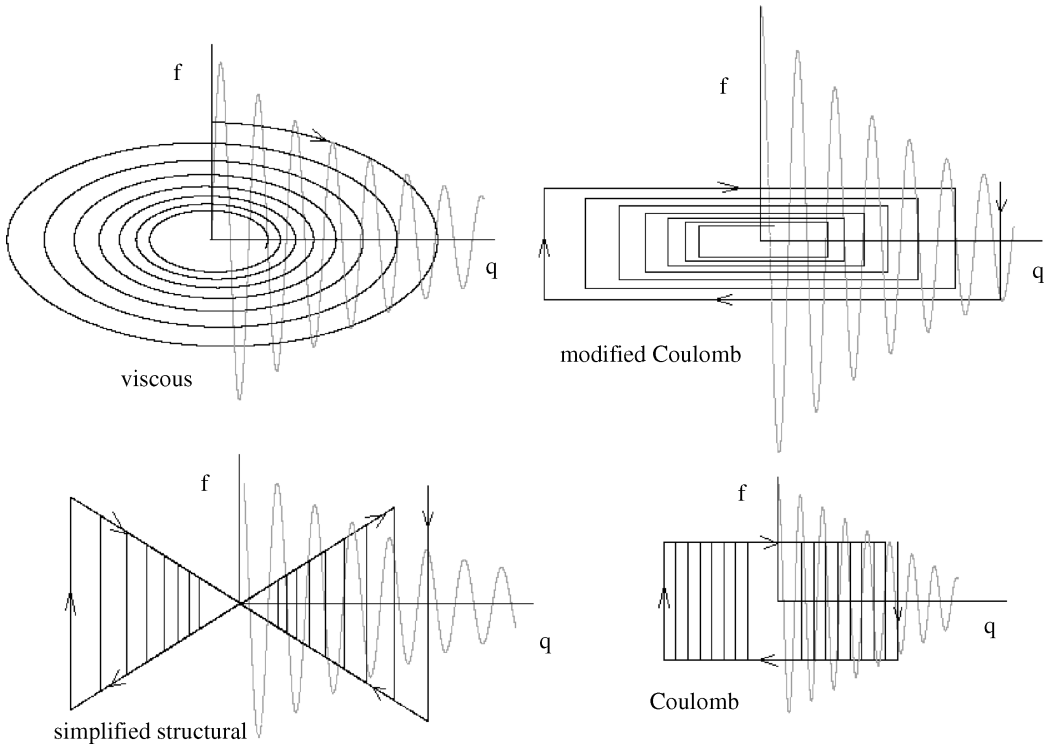 f
q
viscous
f
q
modified Coulomb
f
q
simplified structural
f
q
Coulomb